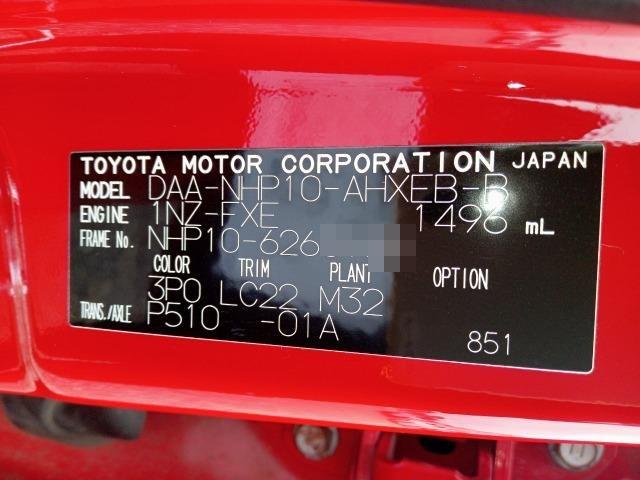 TOYOTA MOTOR CORPORATION JAPAN
MODEL DAA-NHP10-AHXEB-B
ENGINE 1NZ-FXE 1496 mL
FRAME No. NHP10-626
COLOR TRIM PLANT OPTION
3P0 LC22 M32
TRANS./AXLE P510 -01A
851